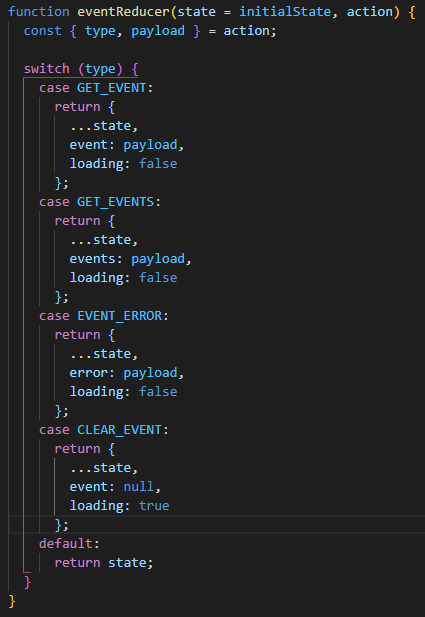 function eventReducer(state = initialState, action) {
  const { type, payload } = action;

  switch (type) {
    case GET_EVENT:
      return {
        ...state,
        event: payload,
        loading: false
      };
    case GET_EVENTS:
      return {
        ...state,
        events: payload,
        loading: false
      };
    case EVENT_ERROR:
      return {
        ...state,
        error: payload,
        loading: false
      };
    case CLEAR_EVENT:
      return {
        ...state,
        event: null,
        loading: true
      };
    default:
      return state;
  }
}